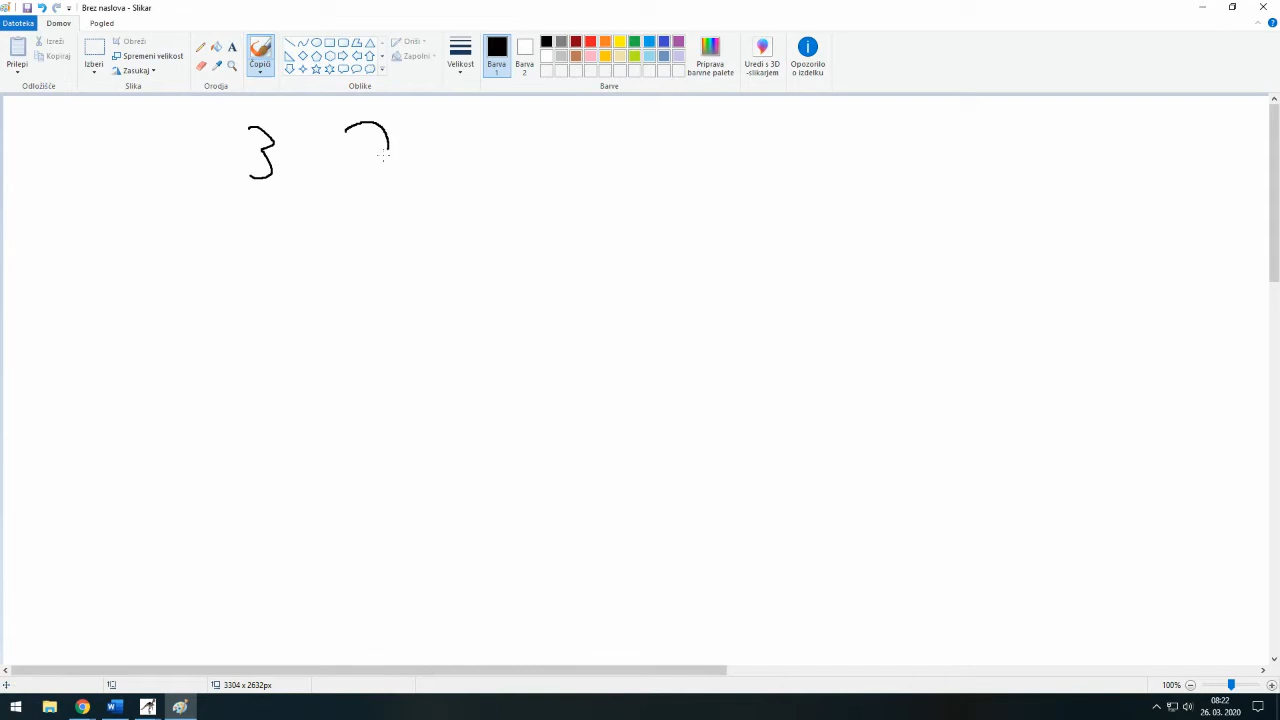 Brez naslova - Slikar
Datoteka Domov Pogled
Prilepi
Izreži
Kopiraj
Odložišče
Izberi
Obreži
Spremeni velikost
Zasukaj
Slika
A
Orodja
Čopiči
Oriši
Zapolni
Oblike
Velikost
Barva 1
Barva 2
Priprava barvne palete
Barve
Uredi s 3D-slikarjem
Opozorilo o izdelku
3
3304 x 2632px
100%
08:22
26. 03. 2020